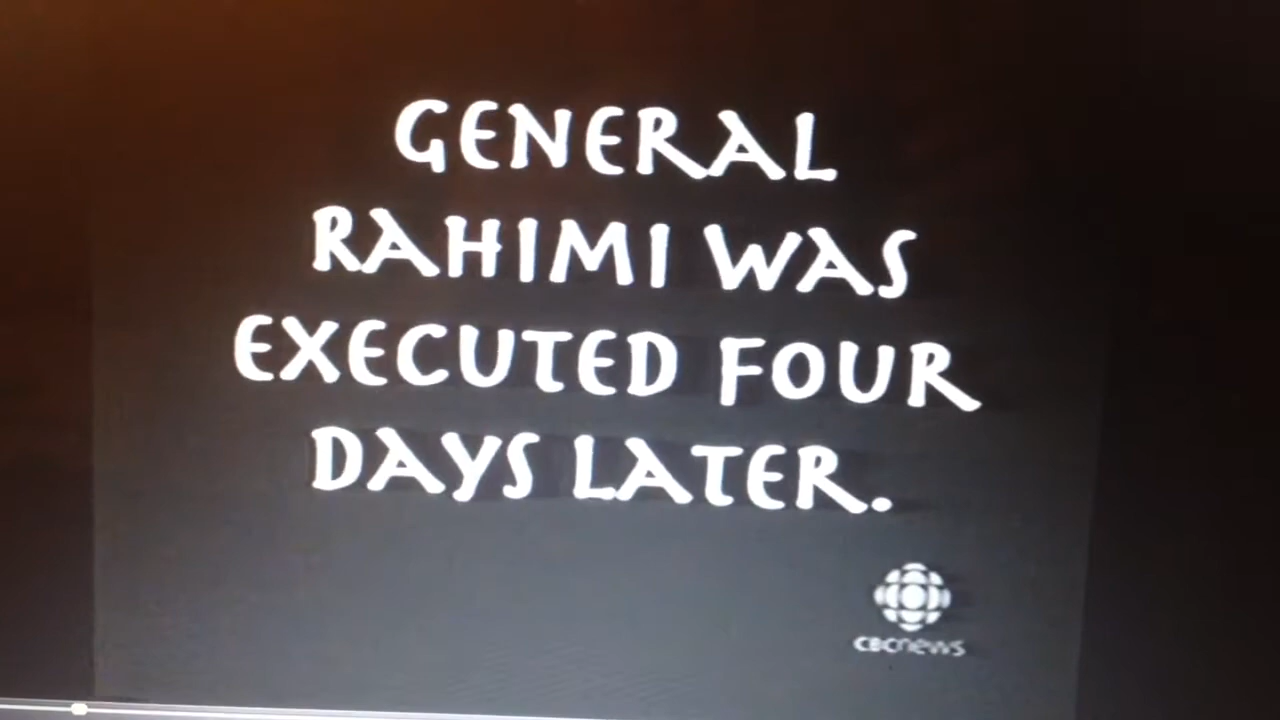 GENERAL
RAHIMI WAS
EXECUTED FOUR
DAYS LATER.
CBCnews